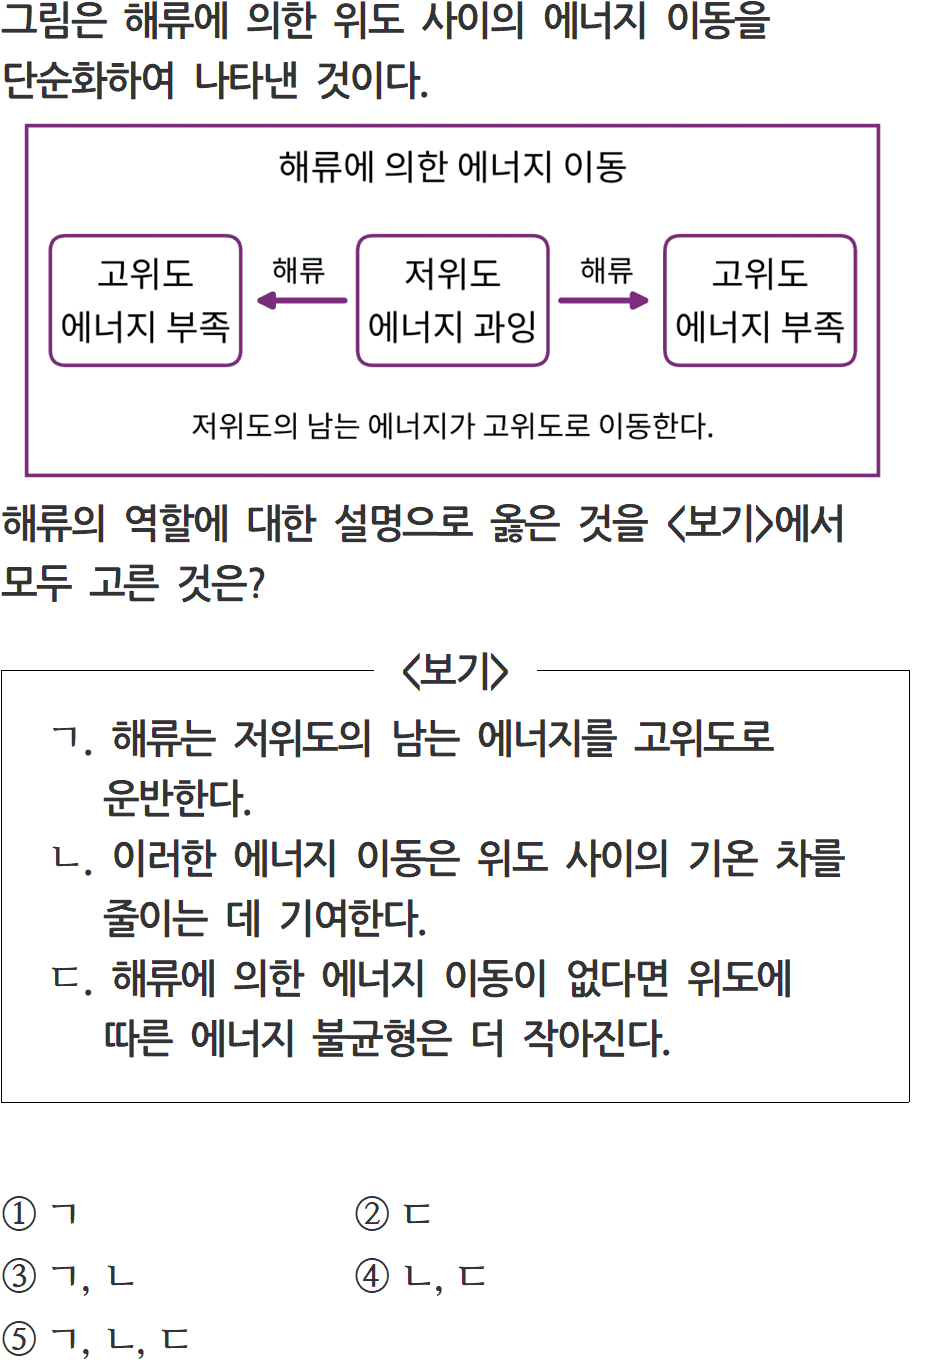 그림은 해류에 의한 위도 사이의 에너지 이동을
단순화하여 나타낸 것이다.
해류에 의한 에너지 이동
고위도
에너지 부족
해류
저위도
에너지 과잉
해류
고위도
에너지 부족
저위도의 남는 에너지가 고위도로 이동한다.
해류의 역할에 대한 설명으로 옳은 것을 <보기>에서
모두 고른 것은?
<보기>
ㄱ. 해류는 저위도의 남는 에너지를 고위도로
운반한다.
ㄴ. 이러한 에너지 이동은 위도 사이의 기온 차를
줄이는 데 기여한다.
ㄷ. 해류에 의한 에너지 이동이 없다면 위도에
따른 에너지 불균형은 더 작아진다.
① ㄱ ② ㄷ
③ ㄱ, ㄴ ④ ㄴ, ㄷ
⑤ ㄱ, ㄴ, ㄷ